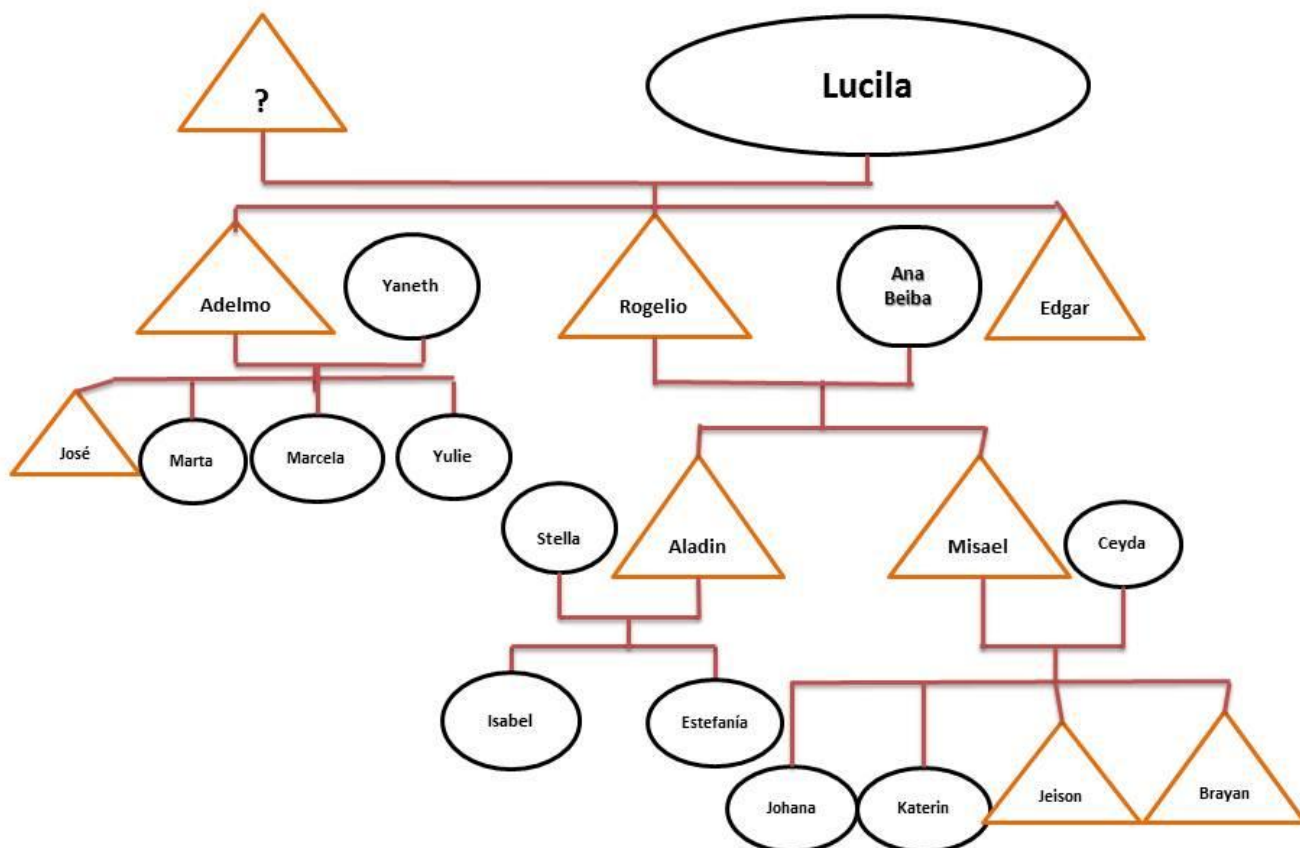 ?
Lucila
Adelmo
Yaneth
Rogelio
Ana
Beiba
Edgar
José
Marta
Marcela
Yulie
Stella
Aladin
Misael
Ceyda
Isabel
Estefanía
Johana
Katerin
Jeison
Brayan